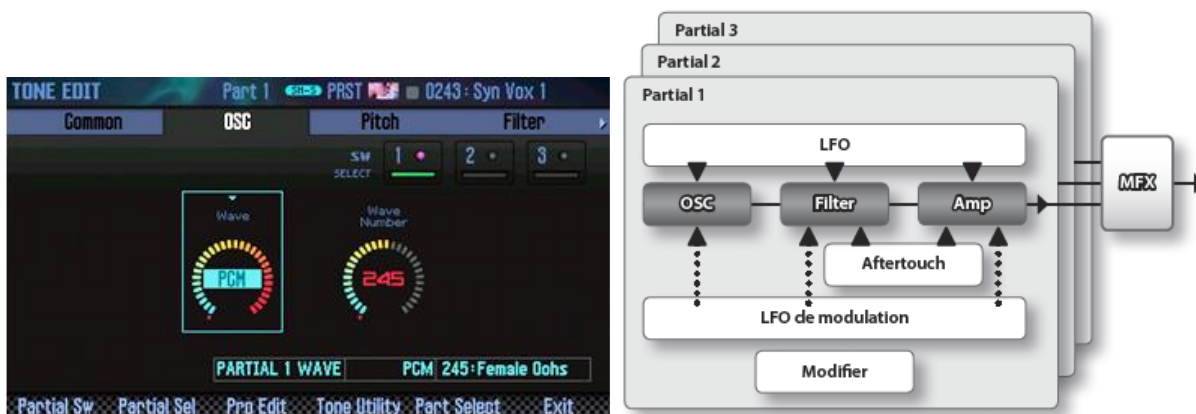 TONE EDIT Part 1 SN-S PRST 0243: Syn Vox 1
Common OSC Pitch Filter
SW 1 2 3
SELECT
Wave
Wave
Number
PCM
245
PARTIAL 1 WAVE PCM 245:Female Oohs
Partial Sw Partial Sel Pro Edit Tone Utility Part Select Exit
Partial 3
Partial 2
Partial 1
LFO
OSC Filter Amp MFX
Aftertouch
LFO de modulation
Modifier